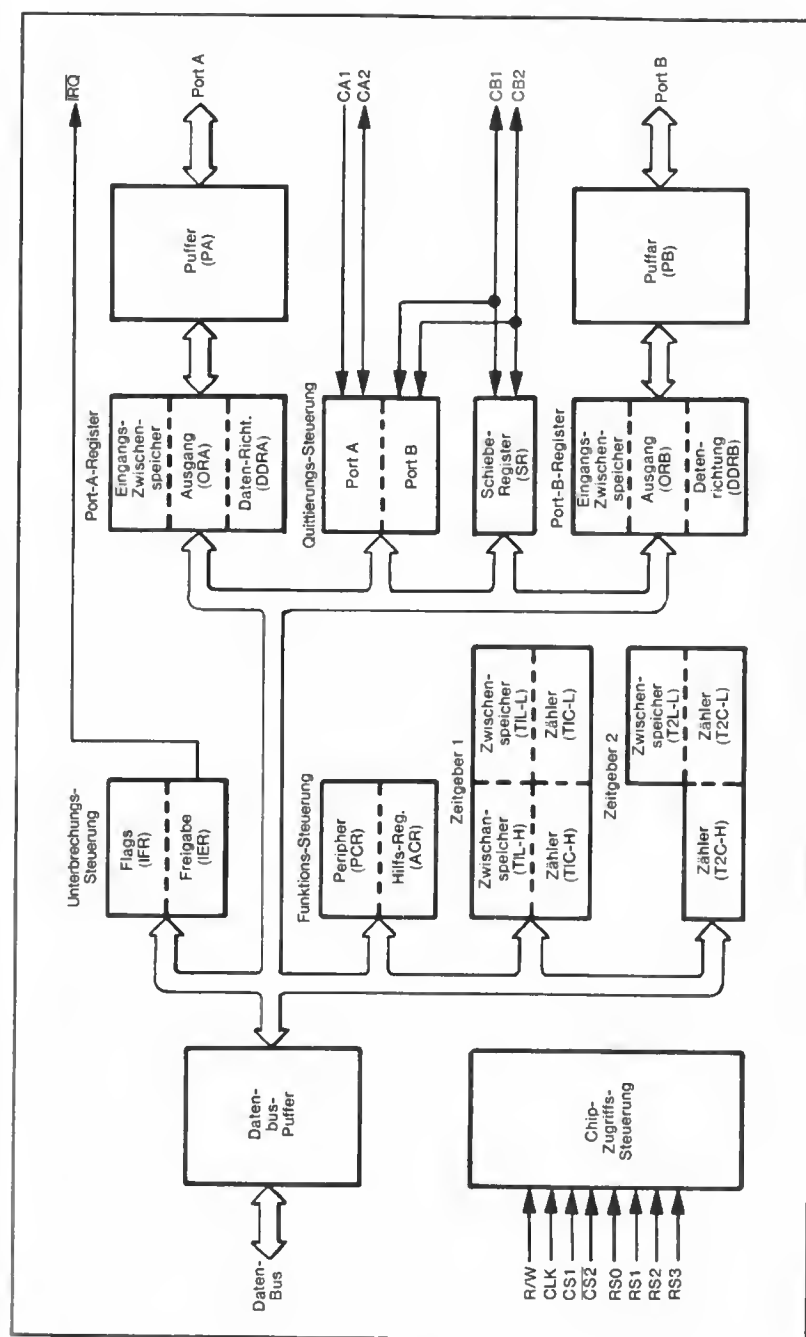 Daten-
Bus
Daten-
bus-
Puffer
R/W
CLK
CS1
CS2
RS0
RS1
RS2
RS3
Chip-
Zugriffs-
Steuerung
Unterbrechungs-
Steuerung
Flags
(IFR)
Freigabe
(IER)
Funktions-Steuerung
Peripher
(PCR)
Hilfs-Reg.
(ACR)
Zeitgeber 1
Zwischan-
speicher
(TIL-H)
Zwischen-
speicher
(TIL-L)
Zähler
(TIC-H)
Zähler
(TIC-L)
Zeitgeber 2
Zwischen-
speicher
(T2L-L)
Zähler
(T2C-H)
Zähler
(T2C-L)
Port-A-Register
Eingangs-
Zwischen-
speicher
Ausgang
(ORA)
Daten-Richt.
(DDRA)
Quittierungs-Steuerung
Port A
Port B
Schiebe-
Register
(SR)
Port-B-Register
Eingangs-
Zwischen-
speicher
Ausgang
(ORB)
Deten-
richtung
(DDRB)
Puffer
(PA)
Puffar
(PB)
IRQ
Port A
CA1
CA2
CB1
CB2
Port B